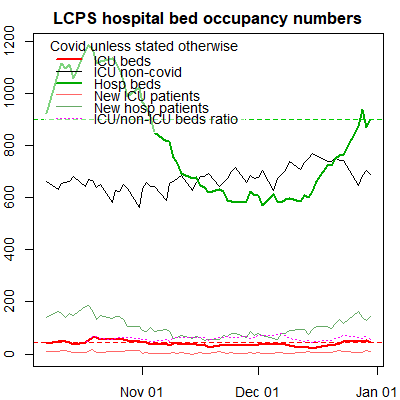 LCPS hospital bed occupancy numbers
Covid unless stated otherwise
ICU beds
ICU non-covid
Hosp beds
New ICU patients
New hosp patients
ICU/non-ICU beds ratio
1200
1000
800
600
400
200
0
Nov 01 Dec 01 Jan 01